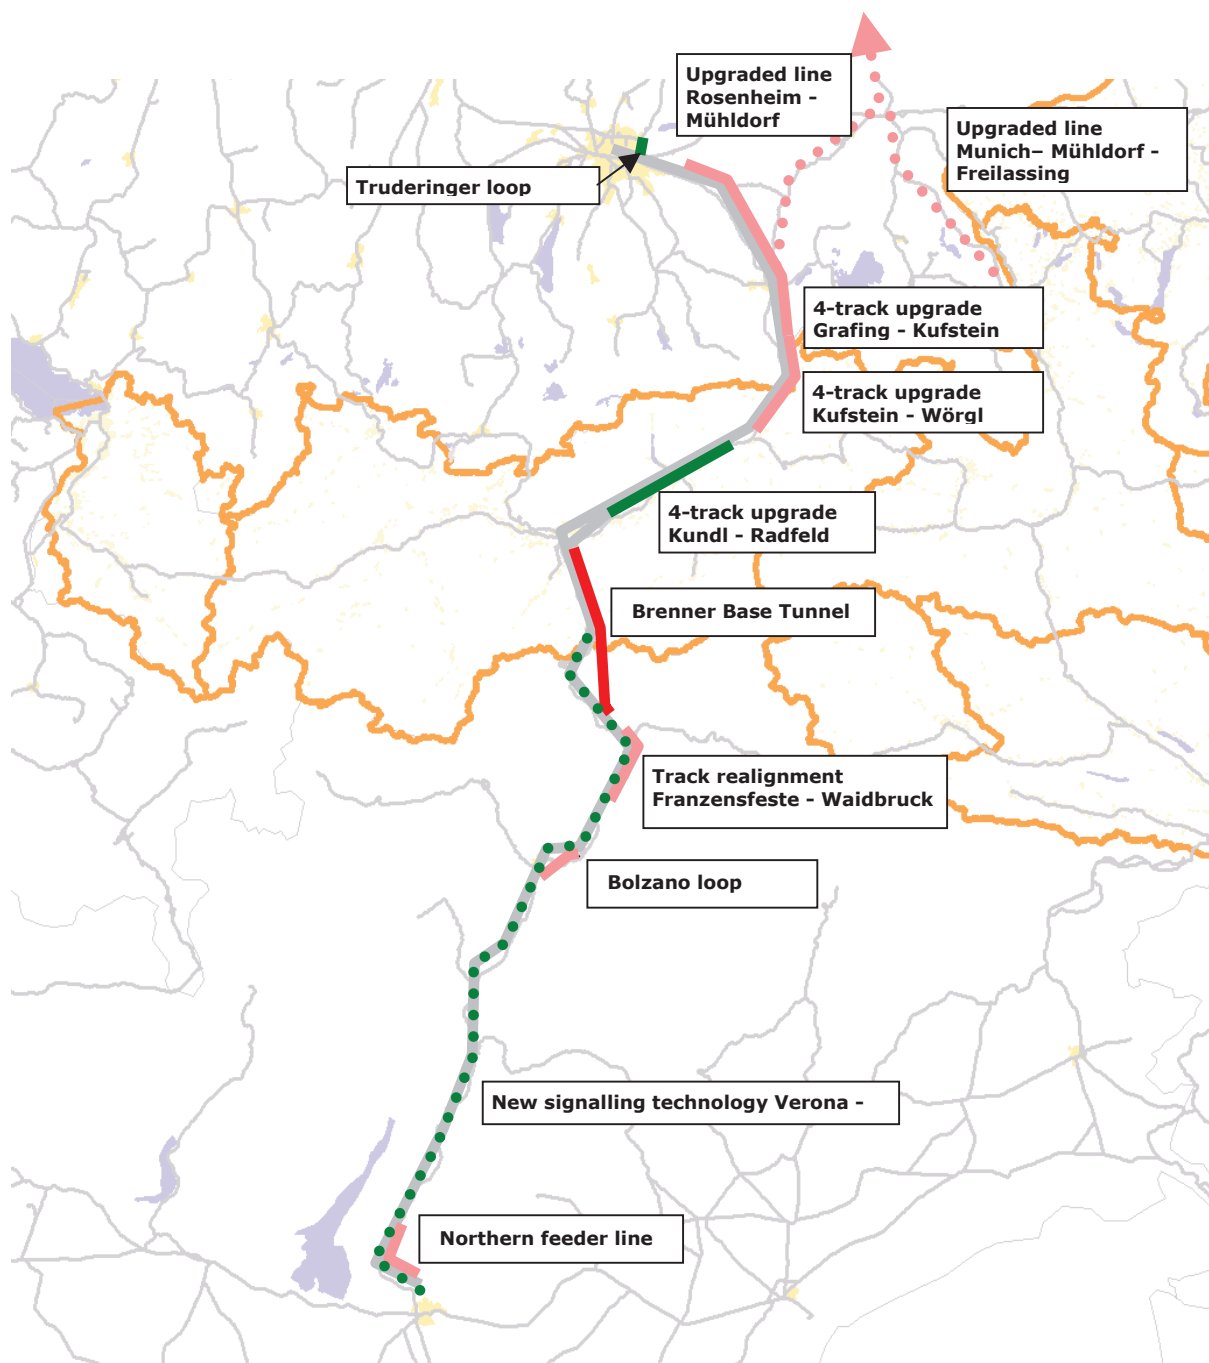 Upgraded line
Rosenheim -
Mühldorf
Upgraded line
Munich– Mühldorf -
Freilassing
Truderinger loop
4-track upgrade
Grafing - Kufstein
4-track upgrade
Kufstein - Wörgl
4-track upgrade
Kundl - Radfeld
Brenner Base Tunnel
Track realignment
Franzensfeste - Waidbruck
Bolzano loop
New signalling technology Verona -
Northern feeder line